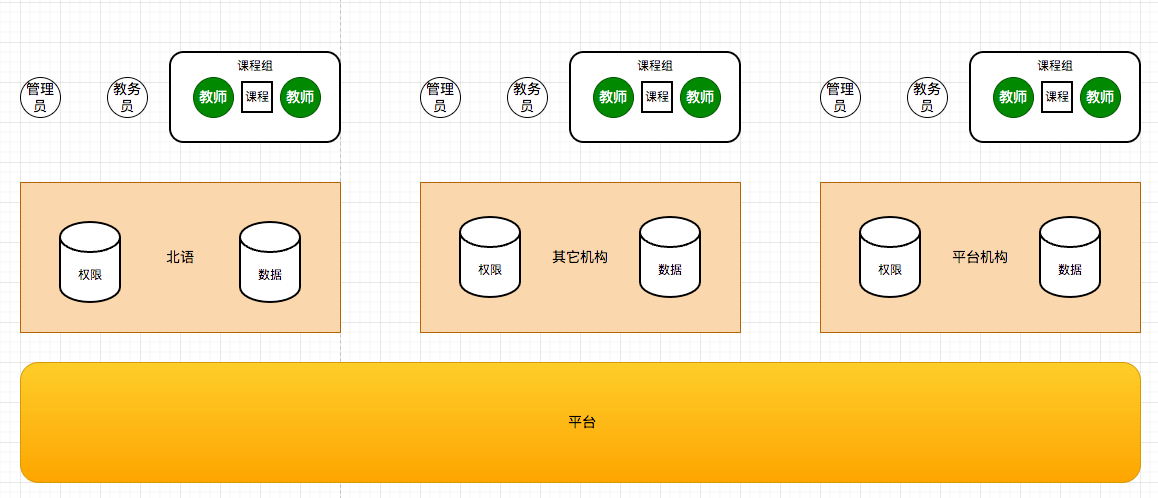 课程组
管理
员
教务
员
教师
课程
教师
课程组
管理
员
教务
员
教师
课程
教师
课程组
管理
员
教务
员
教师
课程
教师
权限
北语
数据
权限
其它机构
数据
权限
平台机构
数据
平台